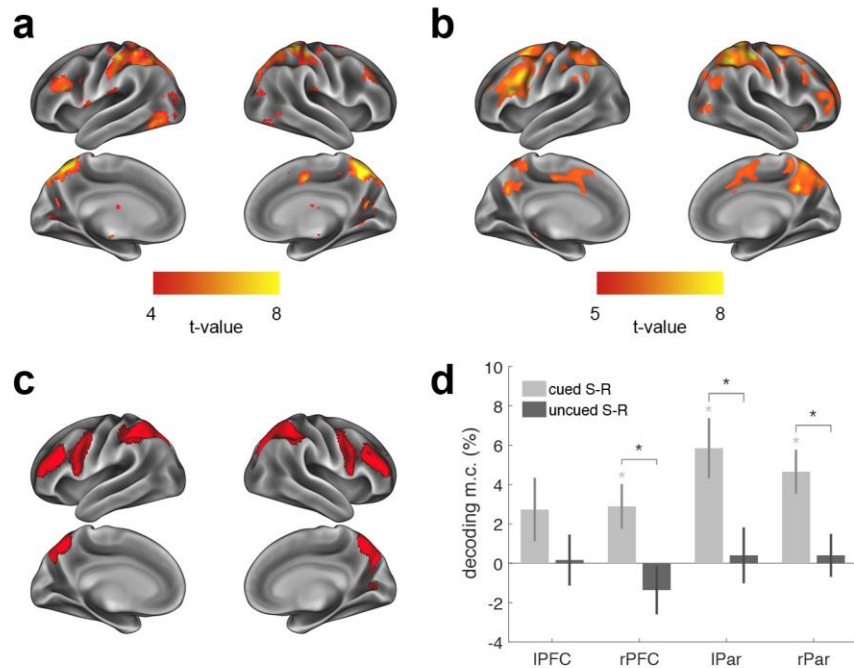 a
b
4 8
t-value
5 8
t-value
c
d
decoding m.c. (%)
10
8
6
4
2
0
-2
-4
cued S-R
uncued S-R
*
*
*
*
*
*
lPFC rPFC lPar rPar